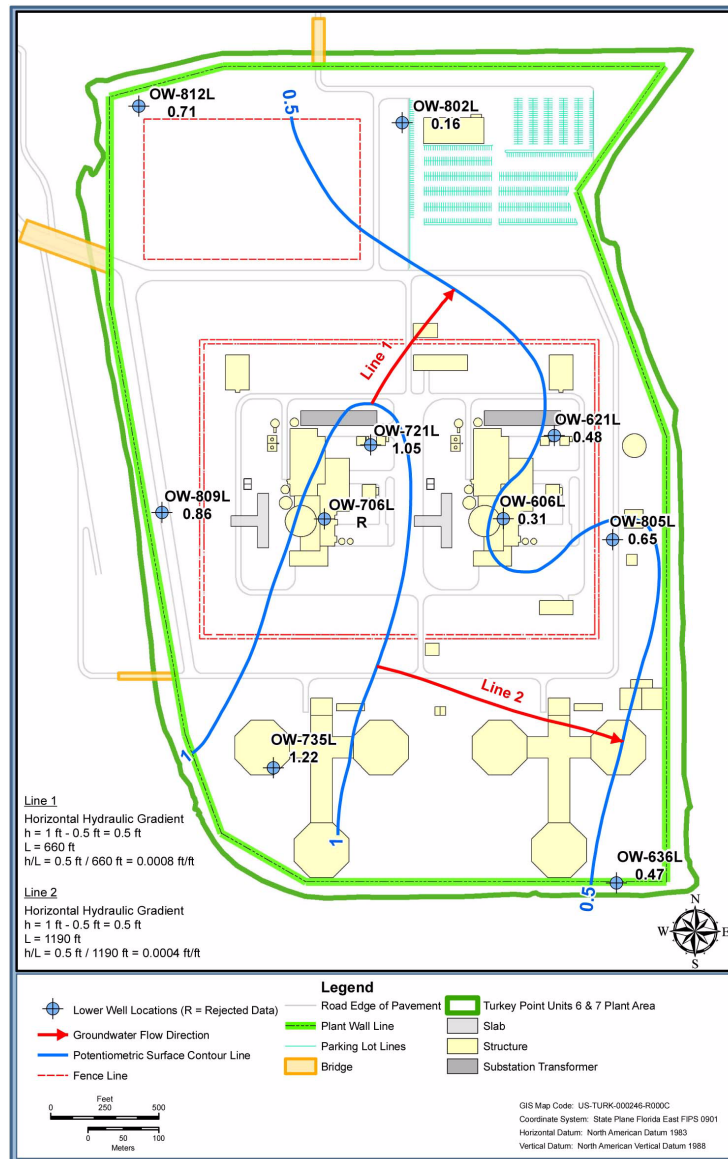 0.5
OW-812L
0.71
OW-802L
0.16
Line 1
OW-721L
1.05
OW-621L
0.48
OW-809L
0.86
OW-706L
R
OW-606L
0.31
OW-805L
0.65
Line 2
1
OW-735L
1.22
1
OW-636L
0.47
0.5
Line 1
Horizontal Hydraulic Gradient
h = 1 ft - 0.5 ft = 0.5 ft
L = 660 ft
h/L = 0.5 ft / 660 ft = 0.0008 ft/ft
Line 2
Horizontal Hydraulic Gradient
h = 1 ft - 0.5 ft = 0.5 ft
L = 1190 ft
h/L = 0.5 ft / 1190 ft = 0.0004 ft/ft
N
W E
S
Legend
Lower Well Locations (R = Rejected Data)
Groundwater Flow Direction
Potentiometric Surface Contour Line
Fence Line
Road Edge of Pavement
Plant Wall Line
Parking Lot Lines
Bridge
Turkey Point Units 6 & 7 Plant Area
Slab
Structure
Substation Transformer
Feet
0 250 500
0 50 100
Meters
GIS Map Code: US-TURK-000246-R000C
Coordinate System: State Plane Florida East FIPS 0901
Horizontal Datum: North American Datum 1983
Vertical Datum: North American Vertical Datum 1988